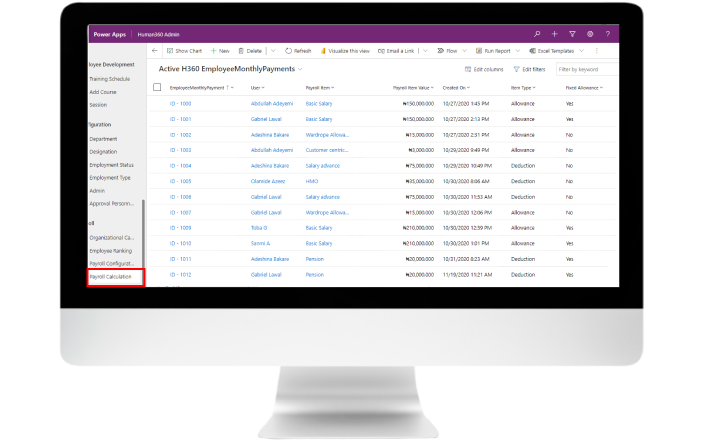 Power Apps Human360 Admin
Show Chart New Delete Refresh Visualize this view Email a Link Flow Run Report Excel Templates
Active H360 EmployeeMonthlyPayments Edit columns Edit filters Filter by keyword
EmployeeMonthlyPayment ↑ User Payroll Item Payroll Item Value Created On Item Type Fixed Allowance
ID - 1000 Abdullah Adeyemi Basic Salary ₦150,000.000 10/27/2020 1:45 PM Allowance Yes
ID - 1001 Gabriel Lawal Basic Salary ₦150,000.000 10/27/2020 2:13 PM Allowance Yes
ID - 1002 Adeshina Bakare Wardrope Allowa... ₦15,000.000 10/27/2020 2:51 PM Allowance No
ID - 1003 Abdullah Adeyemi Customer centric... ₦3,000.000 10/29/2020 9:49 PM Allowance No
ID - 1004 Adeshina Bakare Salary advance ₦75,000.000 10/29/2020 10:49 PM Deduction No
ID - 1005 Olamide Azeez HMO ₦35,000.000 10/30/2020 8:06 AM Deduction No
ID - 1006 Gabriel Lawal Salary advance ₦75,000.000 10/30/2020 11:53 AM Deduction No
ID - 1007 Gabriel Lawal Wardrope Allowa... ₦15,000.000 10/30/2020 12:06 PM Allowance No
ID - 1009 Tolba G Basic Salary ₦210,000.000 10/30/2020 12:59 PM Allowance Yes
ID - 1010 Sanmi A Basic Salary ₦210,000.000 10/30/2020 1:01 PM Allowance Yes
ID - 1011 Adeshina Bakare Pension ₦20,000.000 10/31/2020 8:23 AM Deduction Yes
ID - 1012 Gabriel Lawal Pension ₦20,000.000 11/19/2020 11:21 AM Deduction Yes
loyee Development
Training Schedule
Add Course
Session
figuration
Department
Designation
Employment Status
Employment Type
Admin
Approval Personn...
oll
Organizational Ca...
Employee Ranking
Payroll Configurat...
Payroll Calculation